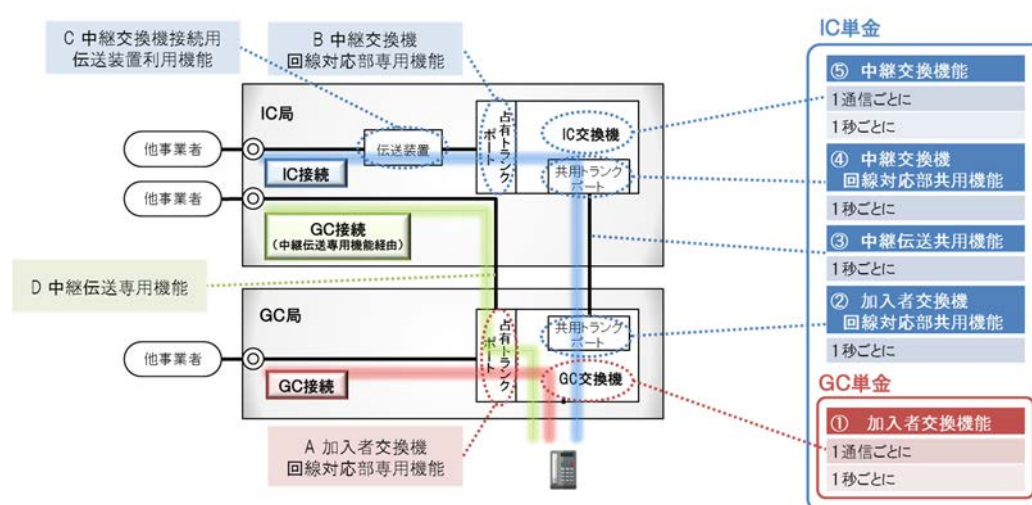 C 中継交換機接続用
伝送装置利用機能
B 中継交換機
回線対応部専用機能
IC局
他事業者
伝送装置
占有トランク
ポート
IC交換機
IC接続
共用トランク
ポート
他事業者
GC接続
（中継伝送専用機能経由）
D 中継伝送専用機能
GC局
占有トランク
ポート
共用トランク
ポート
他事業者
GC接続
GC交換機
A 加入者交換機
回線対応部専用機能
IC単金
⑤ 中継交換機能
1通信ごとに
1秒ごとに
④ 中継交換機
回線対応部共用機能
1秒ごとに
③ 中継伝送共用機能
1秒ごとに
② 加入者交換機
回線対応部共用機能
1秒ごとに
GC単金
① 加入者交換機能
1通信ごとに
1秒ごとに